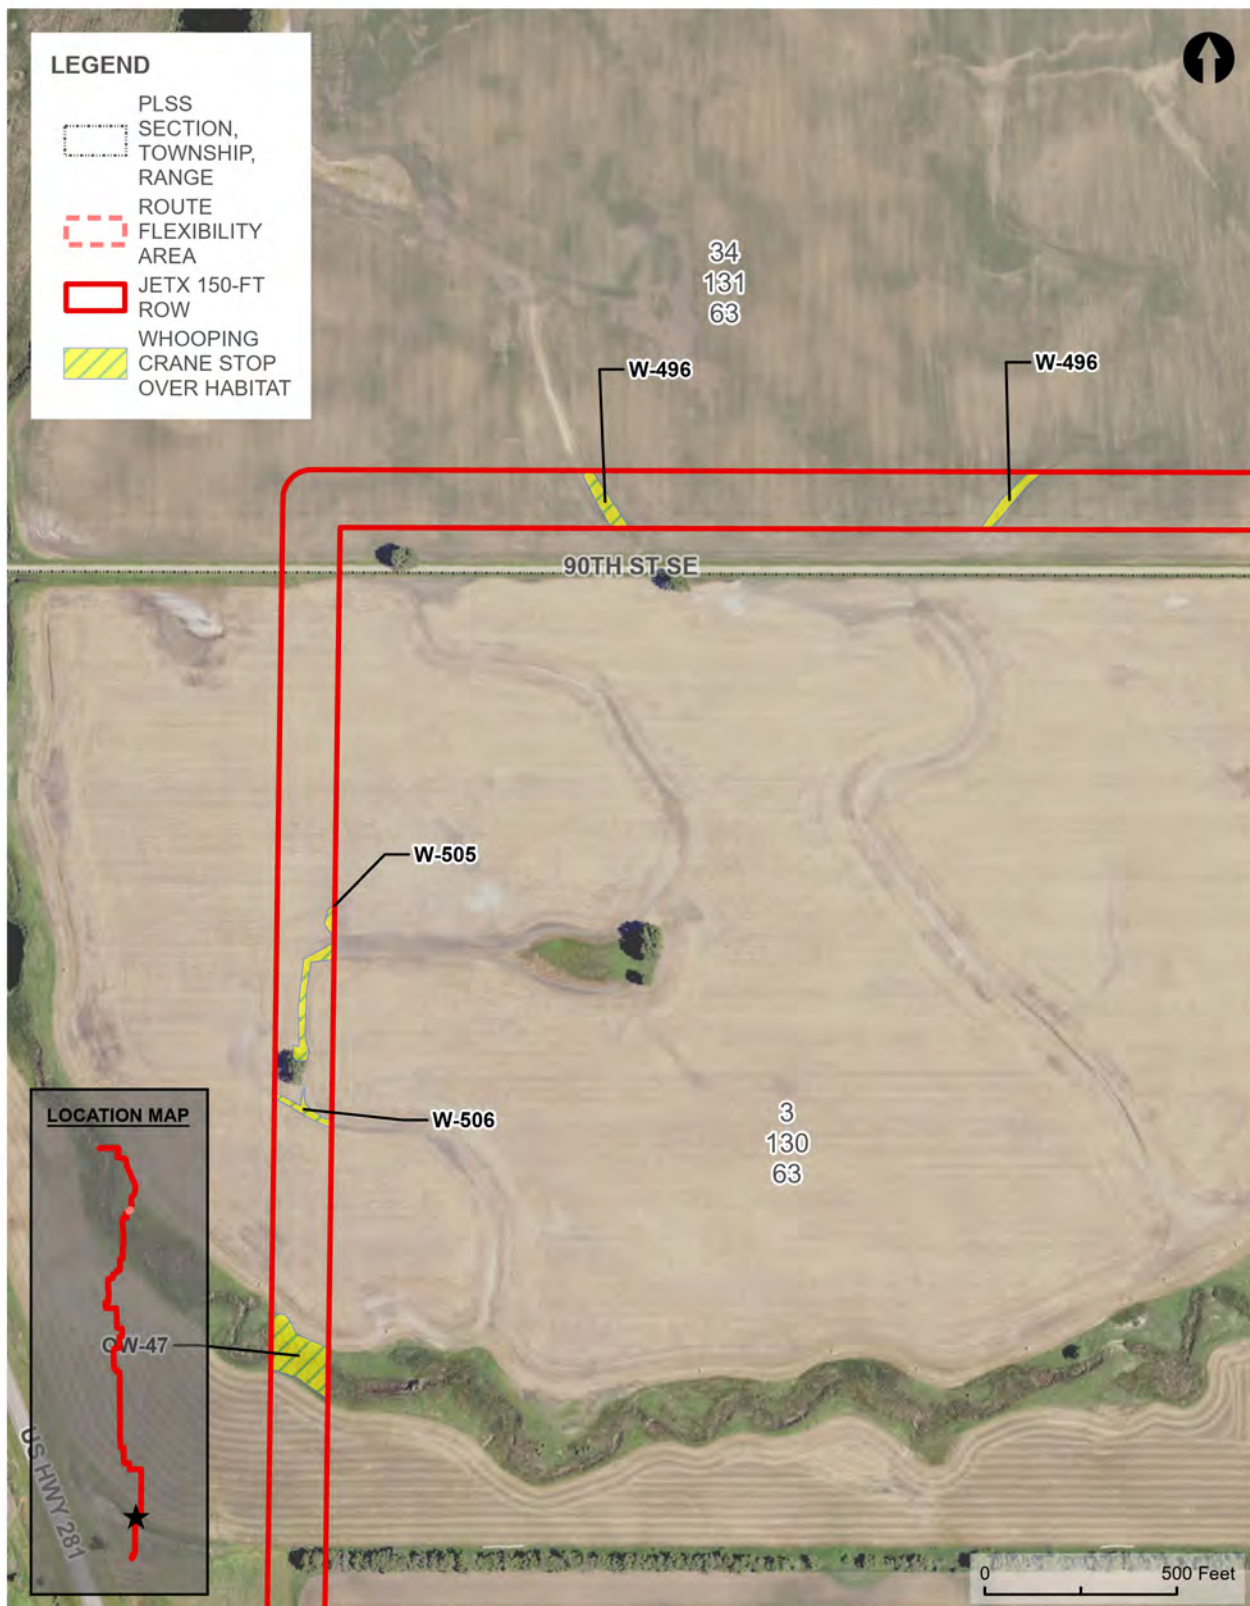 LEGEND
PLSS
SECTION,
TOWNSHIP,
RANGE
ROUTE
FLEXIBILITY
AREA
JETX 150-FT
ROW
WHOOPING
CRANE STOP
OVER HABITAT
34
131
63
W-496
W-496
90TH ST SE
W-505
W-506
3
130
63
LOCATION MAP
OW-47
US HWY 281
0 500 Feet